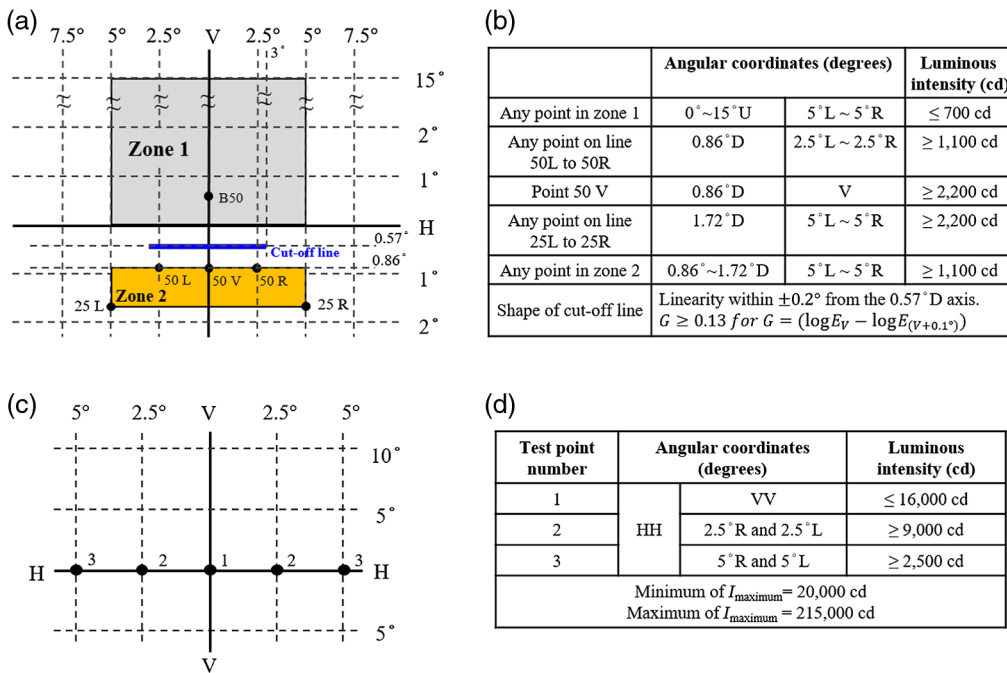 (a)
7.5° 5° 2.5° V 2.5° 5° 7.5°
3°
15°
2°
Zone 1
1°
B50
H
0.57°
Cut-off line
0.86°
50 L 50 V 50 R
1°
Zone 2
25 L 25 R
2°
(b)
Angular coordinates (degrees) Luminous
intensity (cd)
Any point in zone 1 0°~15°U 5°L ~ 5°R ≤ 700 cd
Any point on line
50L to 50R 0.86°D 2.5°L ~ 2.5°R ≥ 1,100 cd
Point 50 V 0.86°D V ≥ 2,200 cd
Any point on line
25L to 25R 1.72°D 5°L ~ 5°R ≥ 2,200 cd
Any point in zone 2 0.86°~1.72°D 5°L ~ 5°R ≥ 1,100 cd
Shape of cut-off line Linearity within ±0.2° from the 0.57°D axis.
G ≥ 0.13 for G = (log E_V − log E_(V+0.1°))
(c)
5° 2.5° V 2.5° 5°
10°
5°
H 3 2 1 2 3 H
5°
V
(d)
Test point
number Angular coordinates
(degrees) Luminous
intensity (cd)
1 HH VV ≤ 16,000 cd
2 2.5°R and 2.5°L ≥ 9,000 cd
3 5°R and 5°L ≥ 2,500 cd
Minimum of I_maximum = 20,000 cd
Maximum of I_maximum = 215,000 cd